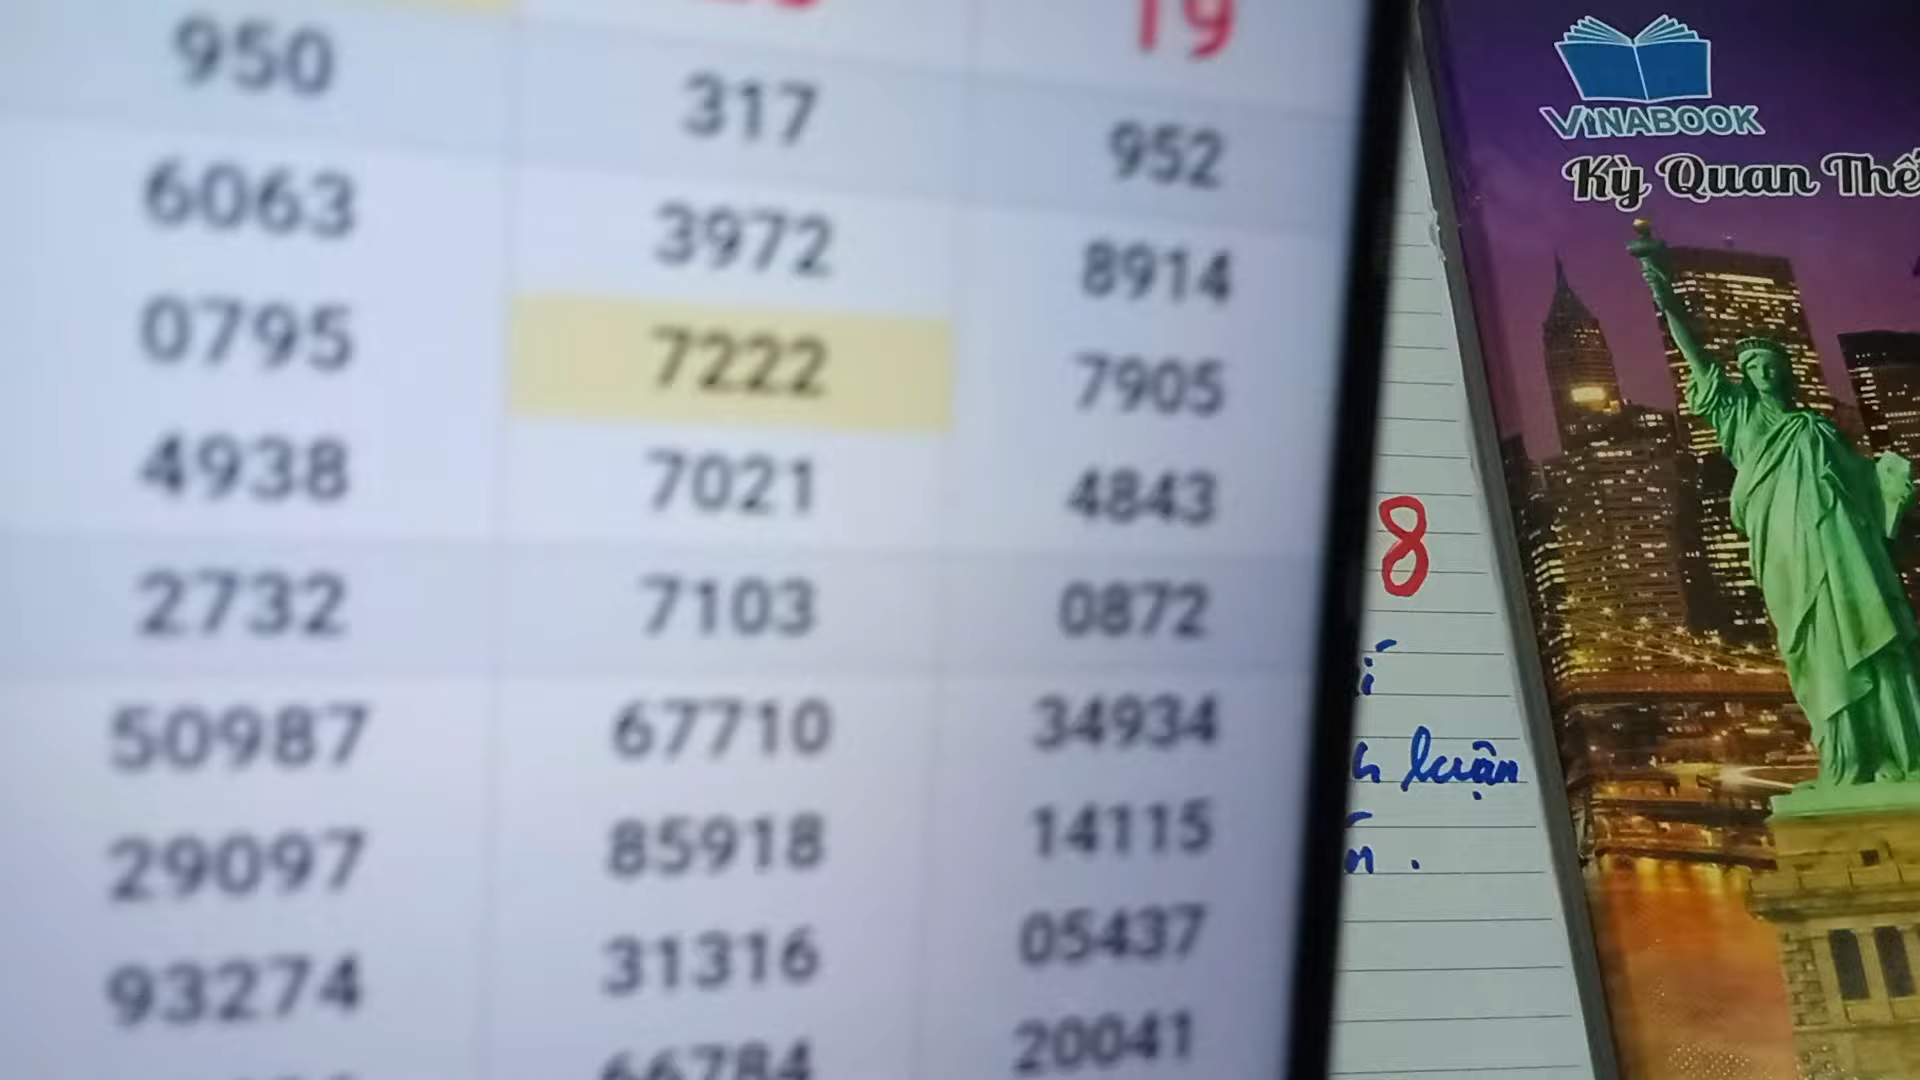 19
950 317 952
6063 3972 8914
0795 7222 7905
4938 7021 4843
2732 7103 0872
50987 67710 34934
29097 85918 14115
93274 31316 05437
66784 20041
8
luận
VINABOOK
Kỳ Quan Thế